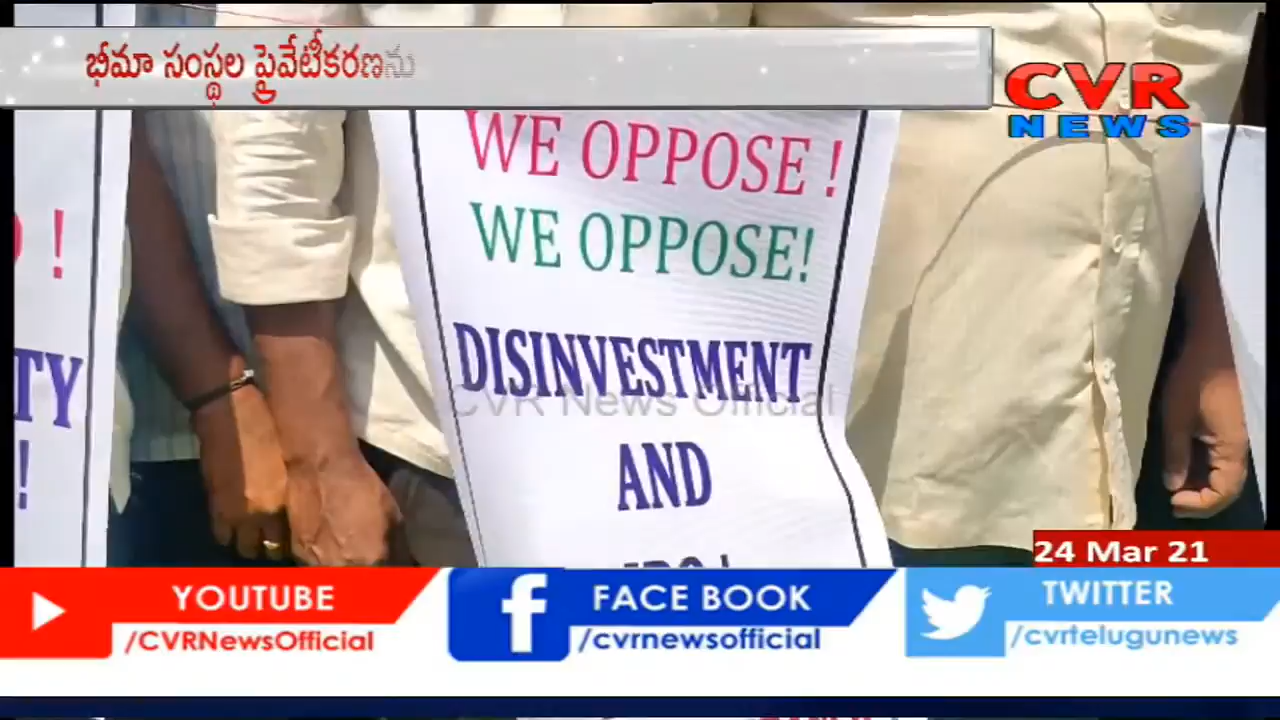 భీమా సంస్థల ప్రైవేటీకరణను
CVR
NEWS
WE OPPOSE !
WE OPPOSE!
!
DISINVESTMENT
TY
CVR News Official
AND
!
24 Mar 21
YOUTUBE
/CVRNewsOfficial
FACE BOOK
/cvrnewsofficial
TWITTER
/cvrtelugunews